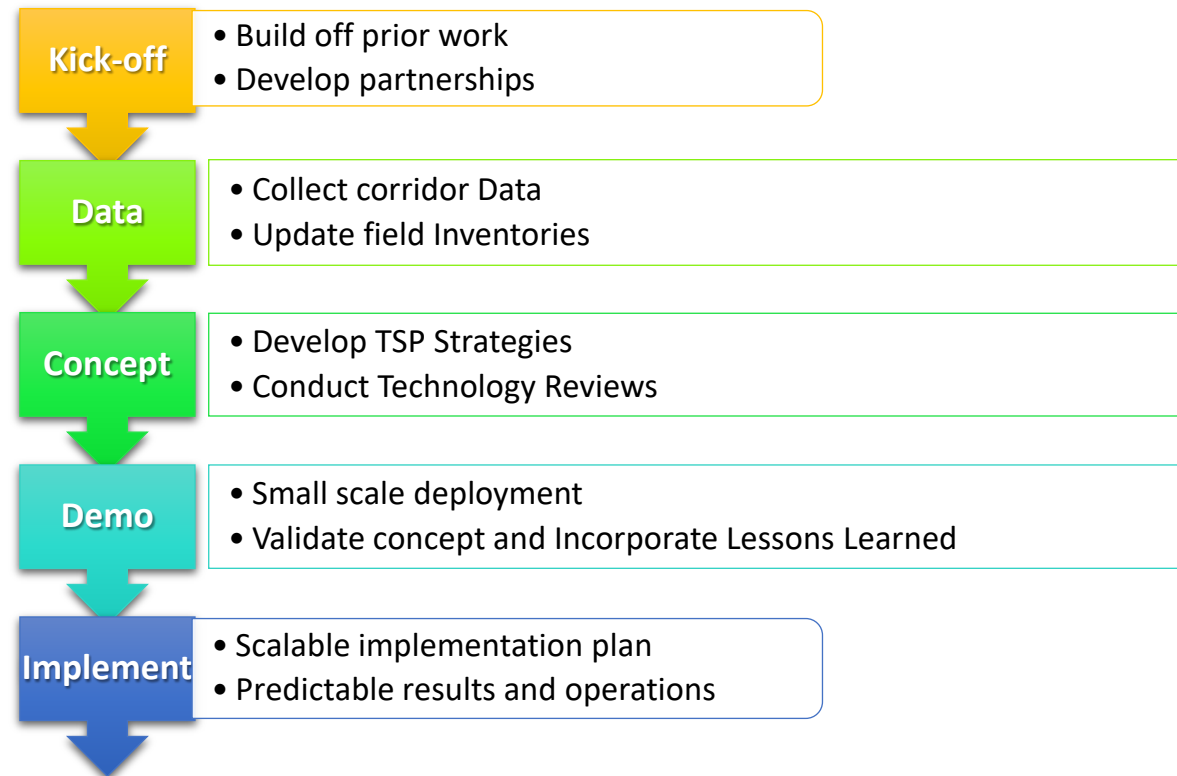 Kick-off
• Build off prior work
• Develop partnerships
Data
• Collect corridor Data
• Update field Inventories
Concept
• Develop TSP Strategies
• Conduct Technology Reviews
Demo
• Small scale deployment
• Validate concept and Incorporate Lessons Learned
Implement
• Scalable implementation plan
• Predictable results and operations